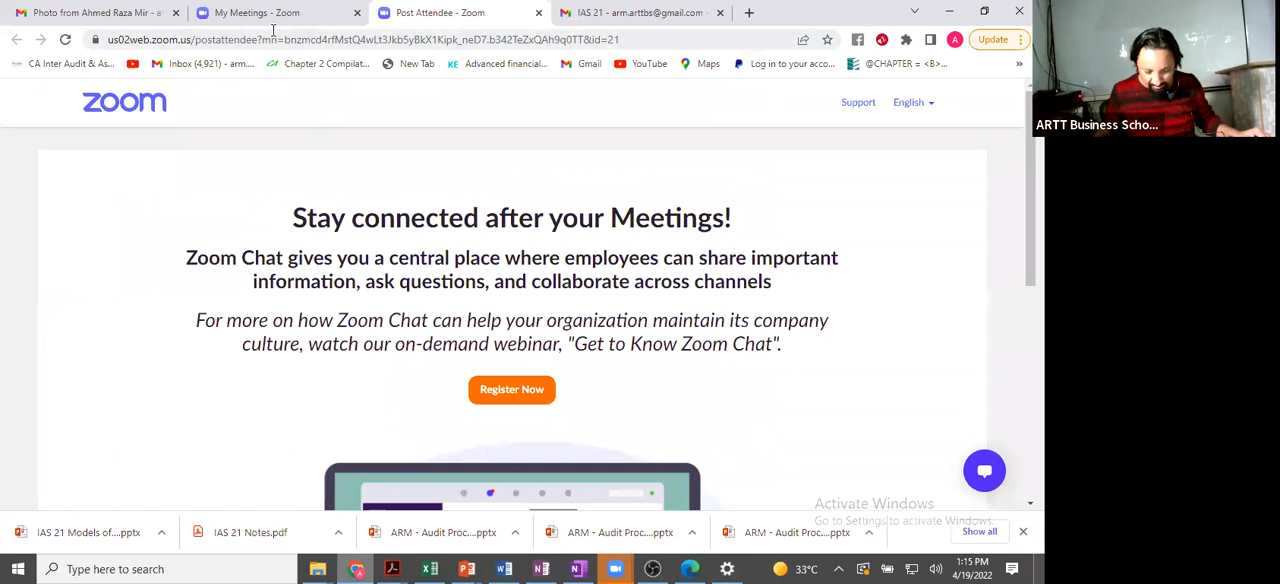 Photo from Ahmed Raza Mir - a
My Meetings - Zoom
Post Attendee - Zoom
IAS 21 - arm.arttbs@gmail.com -
us02web.zoom.us/postattendee?mn=bnzmcd4rfMstQ4wLt3Jkb5yBkX1Kipk_neD7.b342TeZxQAh9q0TT&id=21
Update
CA Inter Audit & As...
Inbox (4,921) - arm....
Chapter 2 Compilat...
New Tab
Advanced financial...
Gmail
YouTube
Maps
Log in to your acco...
@CHAPTER = <B>...
»
zoom
Support
English
ARTT Business Scho...
Stay connected after your Meetings!
Zoom Chat gives you a central place where employees can share important
information, ask questions, and collaborate across channels
For more on how Zoom Chat can help your organization maintain its company
culture, watch our on-demand webinar, "Get to Know Zoom Chat".
Register Now
Activate Windows
Go to Settings to activate Windows.
IAS 21 Models of....pptx
IAS 21 Notes.pdf
ARM - Audit Proc....pptx
ARM - Audit Proc....pptx
ARM - Audit Proc....pptx
Show all
Type here to search
33°C
1:15 PM
4/19/2022